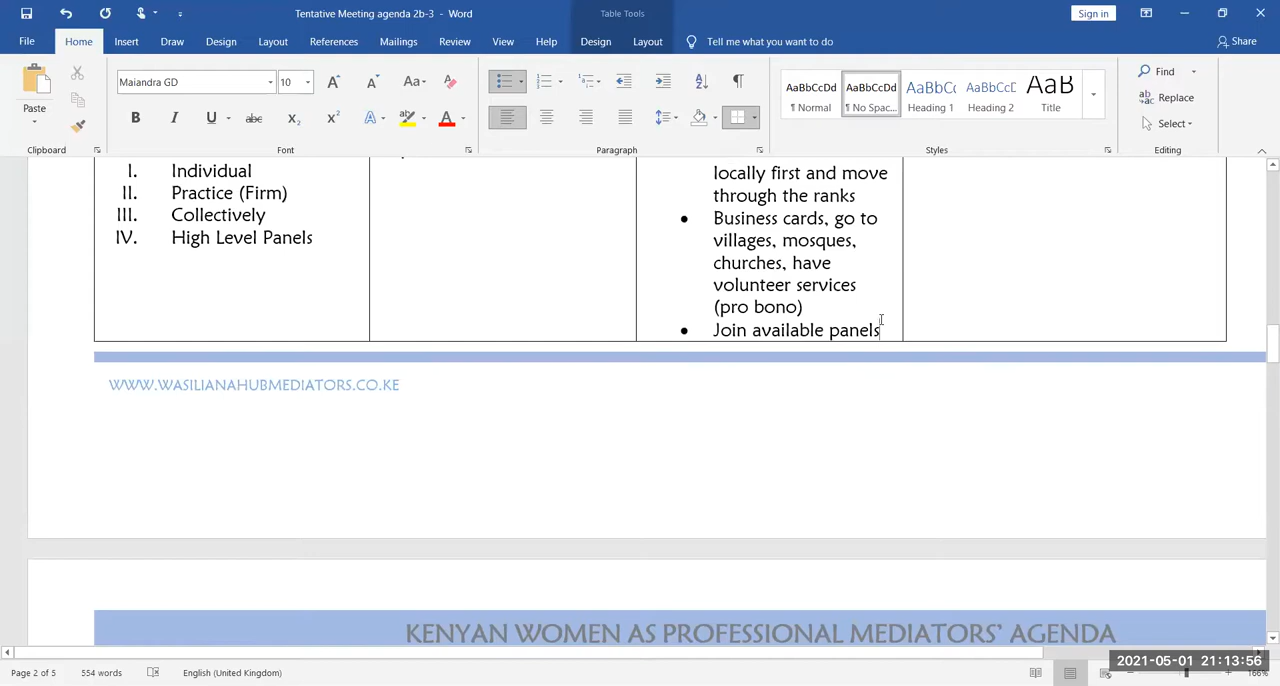 Tentative Meeting agenda 2b-3 - Word
Table Tools
Sign in
File
Home
Insert
Draw
Design
Layout
References
Mailings
Review
View
Help
Design
Layout
Tell me what you want to do
Share
Paste
Clipboard
Maiandra GD
10
Font
Paragraph
AaBbCcDd
¶ Normal
AaBbCcDd
¶ No Spac...
AaBbCc
Heading 1
AaBbCcD
Heading 2
AaB
Title
Styles
Find
Replace
Select
Editing
I. Individual
II. Practice (Firm)
III. Collectively
IV. High Level Panels
locally first and move
through the ranks
• Business cards, go to
villages, mosques,
churches, have
volunteer services
(pro bono)
• Join available panels
WWW.WASILIANAHUBMEDIATORS.CO.KE
KENYAN WOMEN AS PROFESSIONAL MEDIATORS’ AGENDA
Page 2 of 5
554 words
English (United Kingdom)
2021-05-01 21:13:56
166%